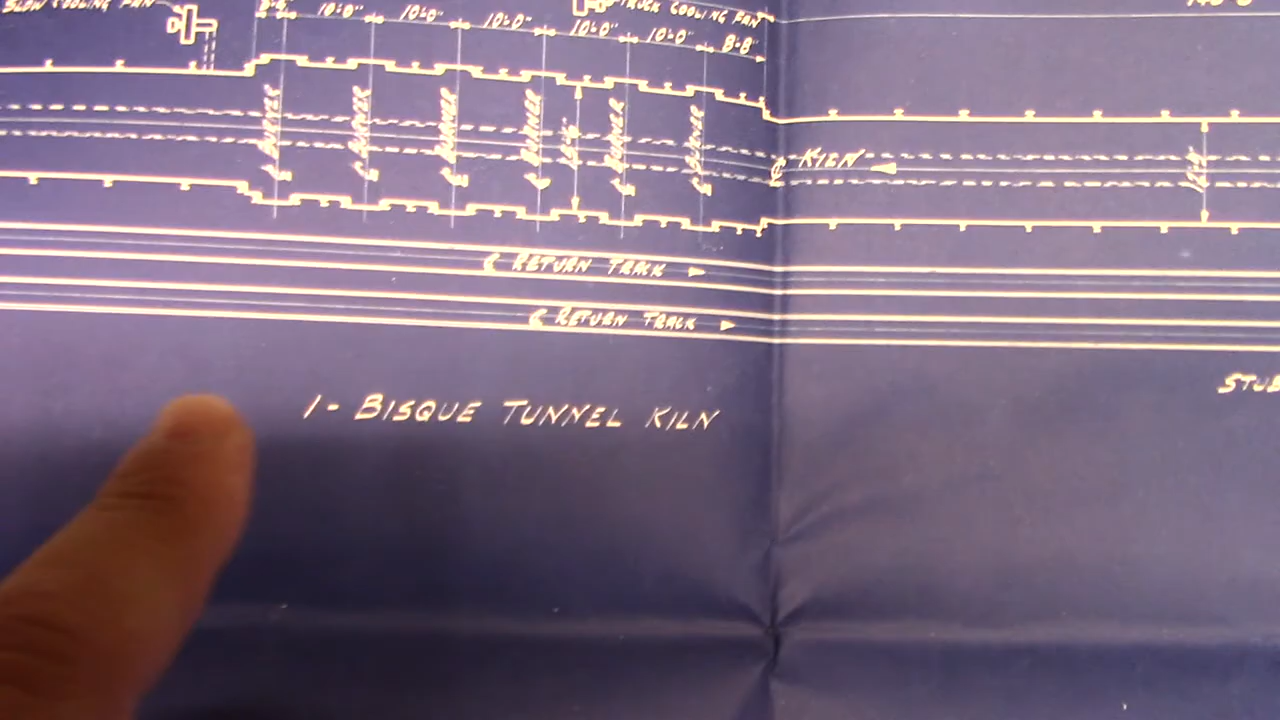 SLOW COOLING FAN
TRUCK COOLING FAN
10'-0" 10'-0" 10'-0" 10'-0" 10'-0" 8'-8"
℄ BURNER ℄ BURNER ℄ BURNER ℄ BURNER ℄ BURNER ℄ BURNER
℄ KILN
℄ RETURN TRACK
℄ RETURN TRACK
1- BISQUE TUNNEL KILN